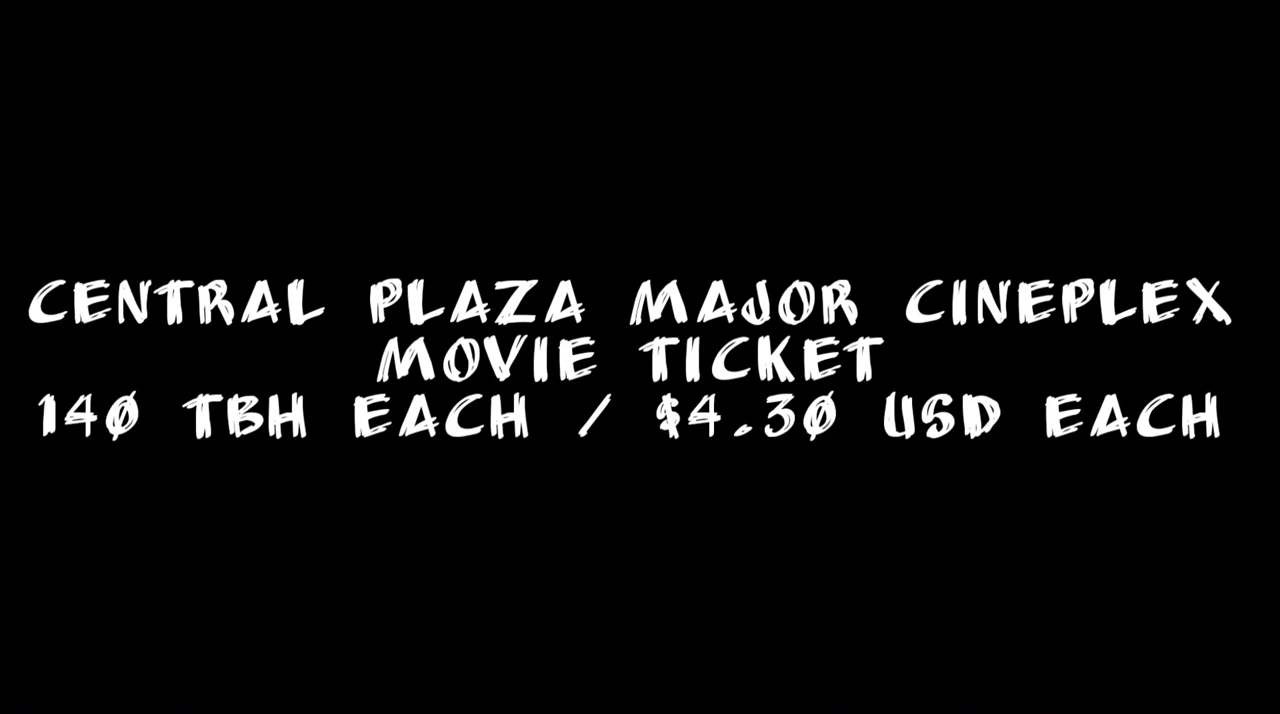 CENTRAL PLAZA MAJOR CINEPLEX
MOVIE TICKET
140 TBH EACH / $4.30 USD EACH